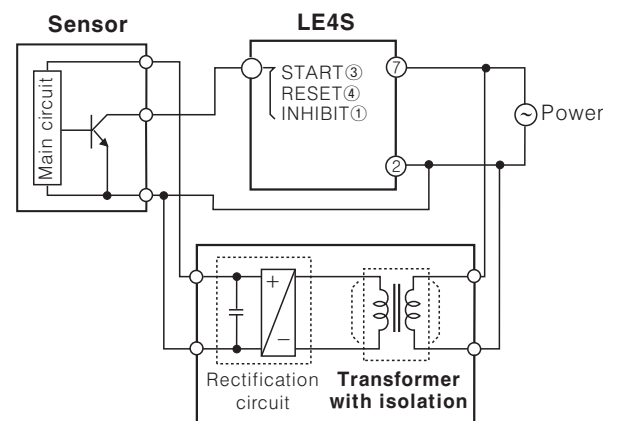 Sensor
LE4S
Main circuit
START③
RESET④
INHIBIT①
⑦
②
~
Power
+
−
Rectification
circuit
Transformer
with isolation